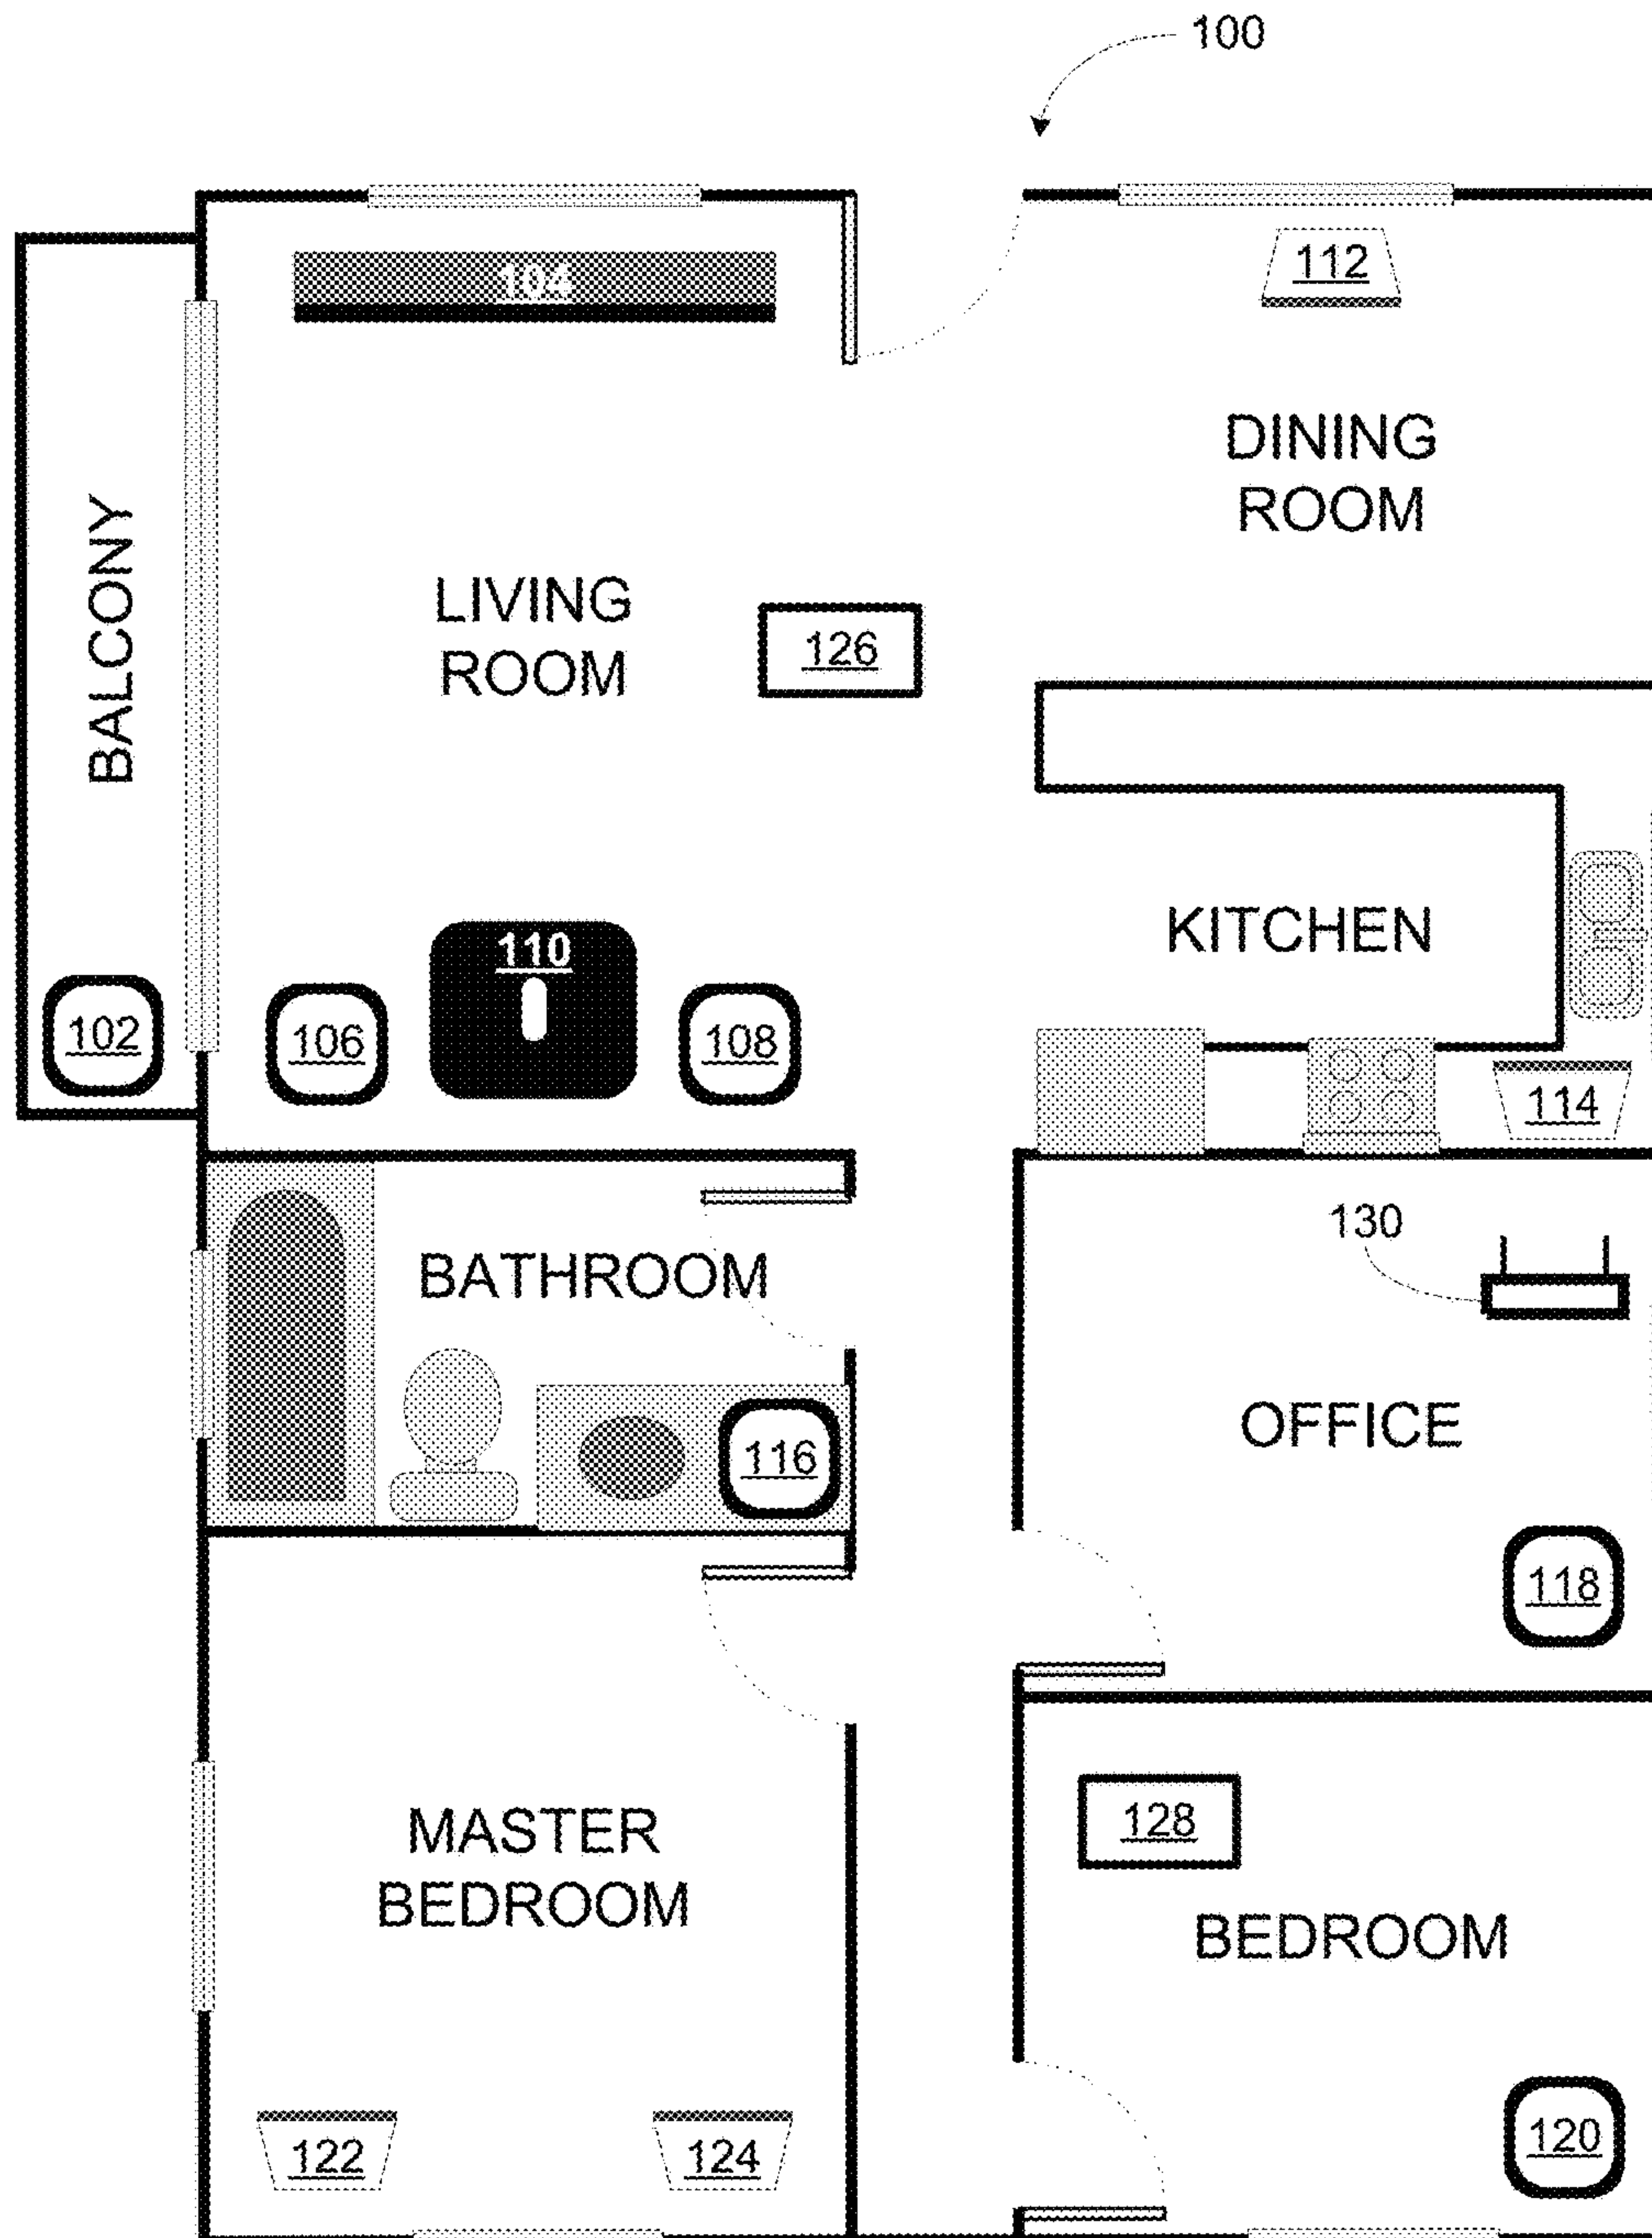 100
104
112
DINING
ROOM
BALCONY
LIVING
ROOM
126
KITCHEN
110
102
106
108
114
130
BATHROOM
OFFICE
116
118
MASTER
BEDROOM
128
BEDROOM
122
124
120